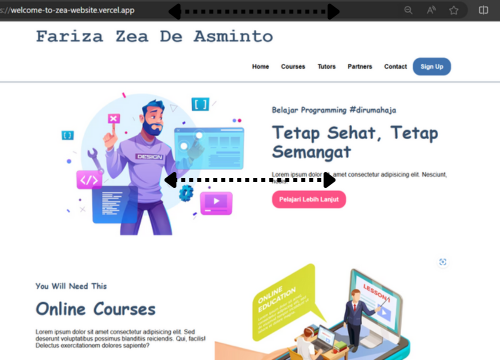 s://welcome-to-zea-website.vercel.app
Fariza Zea De Asminto
Home Courses Tutors Partners Contact Sign Up
Belajar Programming #dirumahaja
Tetap Sehat, Tetap
Semangat
DESIGN
Lorem ipsum dolor sit amet consectetur adipisicing elit. Nesciunt,
Pelajari Lebih Lanjut
You Will Need This
Online Courses
Lorem ipsum dolor sit amet consectetur adipisicing elit. Sed
deserunt voluptatibus possimus blanditiis reiciendis. Qui, facilis!
Delectus exercitationem dolores sapiente?
ONLINE
EDUCATION
LESSON 1